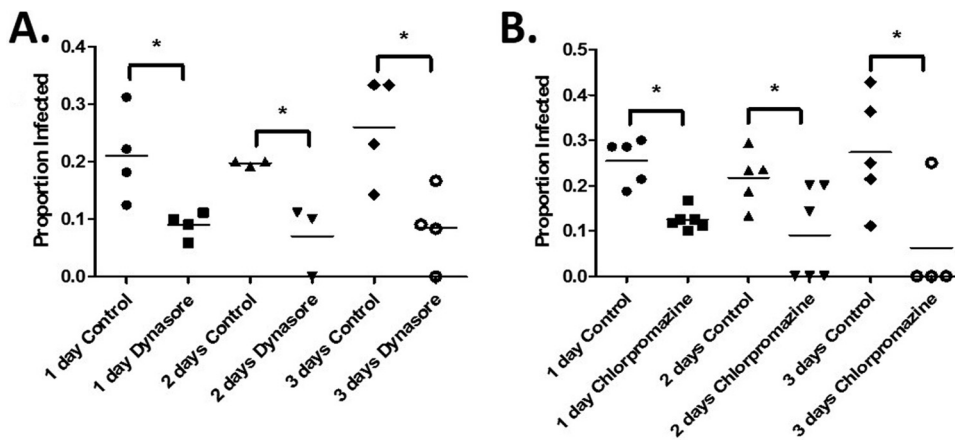 A.
Proportion Infected
0.4
0.3
0.2
0.1
0.0
*
*
*
1 day Control
1 day Dynasore
2 days Control
2 days Dynasore
3 days Control
3 days Dynasore
B.
Proportion Infected
0.5
0.4
0.3
0.2
0.1
0.0
*
*
*
1 day Control
1 day Chlorpromazine
2 days Control
2 days Chlorpromazine
3 days Control
3 days Chlorpromazine